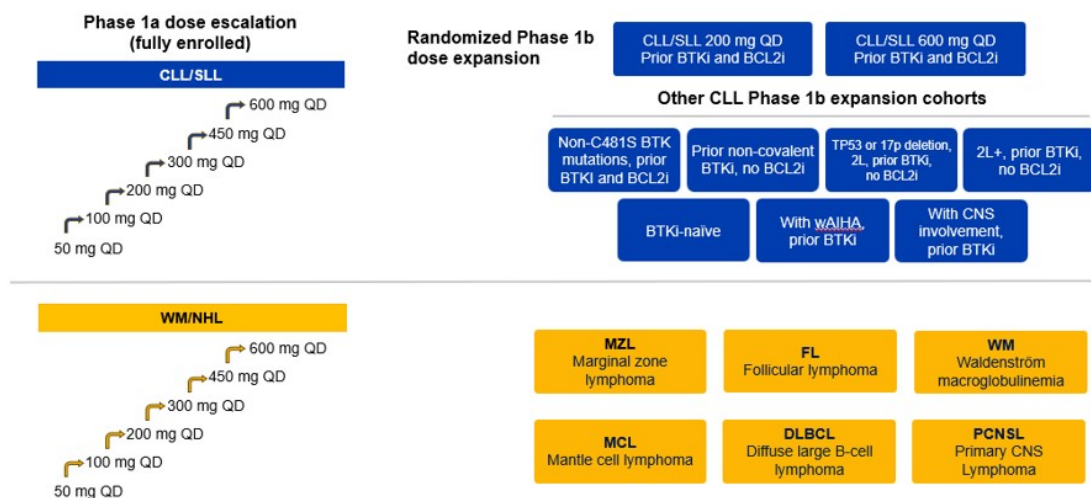 Phase 1a dose escalation
(fully enrolled)
CLL/SLL
600 mg QD
450 mg QD
300 mg QD
200 mg QD
100 mg QD
50 mg QD
Randomized Phase 1b
dose expansion
CLL/SLL 200 mg QD
Prior BTKi and BCL2i
CLL/SLL 600 mg QD
Prior BTKi and BCL2i
Other CLL Phase 1b expansion cohorts
Non-C481S BTK
mutations, prior
BTKI and BCL2i
Prior non-covalent
BTKi, no BCL2i
TP53 or 17p deletion,
2L, prior BTKi,
no BCL2i
2L+, prior BTKi,
no BCL2i
BTKi-naïve
With wAIHA,
prior BTKi
With CNS
involvement,
prior BTKi
WM/NHL
600 mg QD
450 mg QD
300 mg QD
200 mg QD
100 mg QD
50 mg QD
MZL
Marginal zone
lymphoma
FL
Follicular lymphoma
WM
Waldenström
macroglobulinemia
MCL
Mantle cell lymphoma
DLBCL
Diffuse large B-cell
lymphoma
PCNSL
Primary CNS
Lymphoma